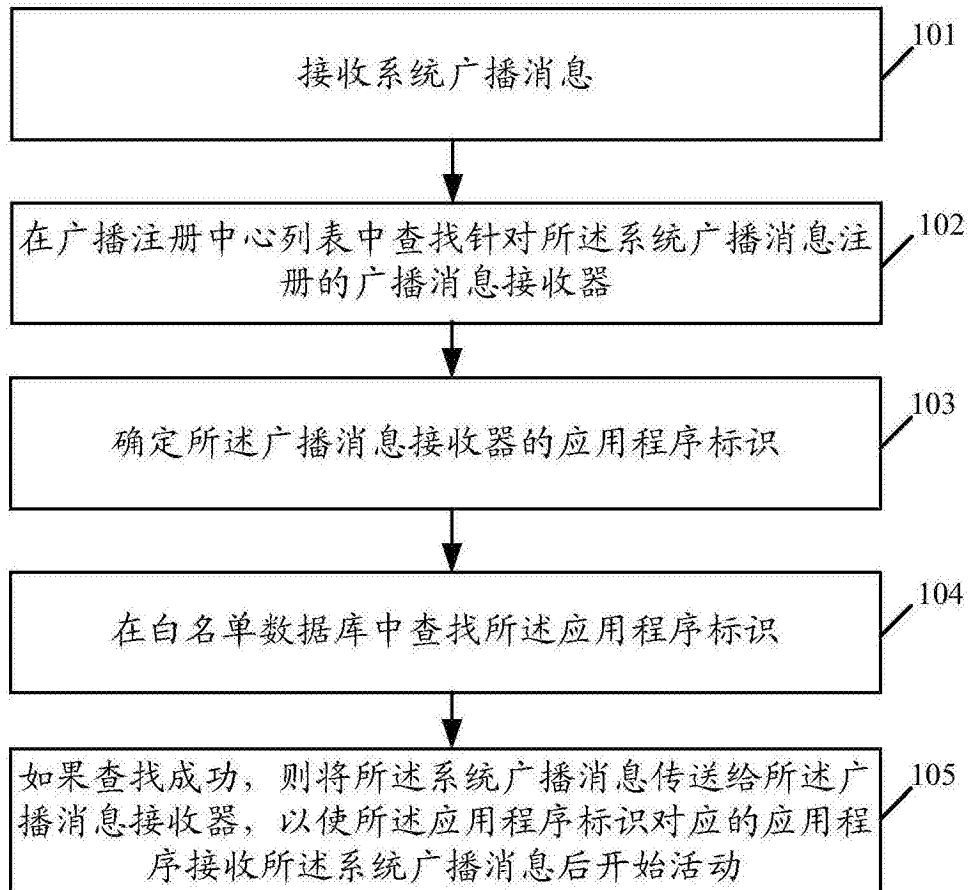 接收系统广播消息
101
在广播注册中心列表中查找针对所述系统广播消息注
册的广播消息接收器
102
确定所述广播消息接收器的应用程序标识
103
在白名单数据库中查找所述应用程序标识
104
如果查找成功，则将所述系统广播消息传送给所述广
播消息接收器，以使所述应用程序标识对应的应用程
序接收所述系统广播消息后开始活动
105